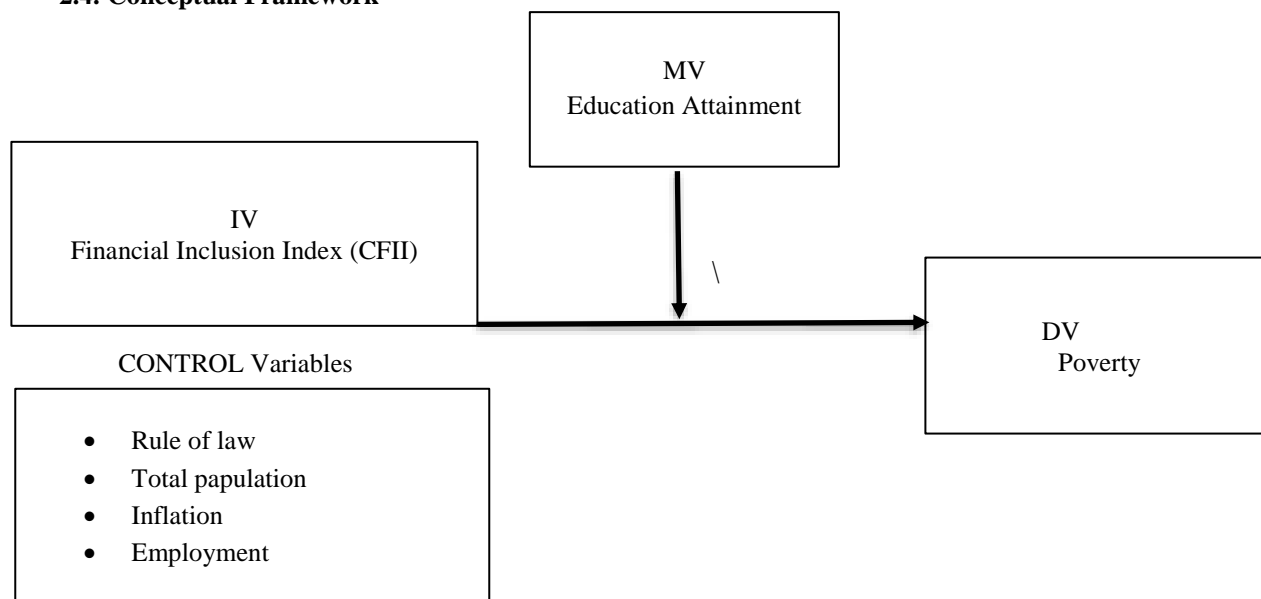 2.4. Conceptual Framework
MV
Education Attainment
IV
Financial Inclusion Index (CFII)
\
DV
Poverty
CONTROL Variables
• Rule of law
• Total papulation
• Inflation
• Employment